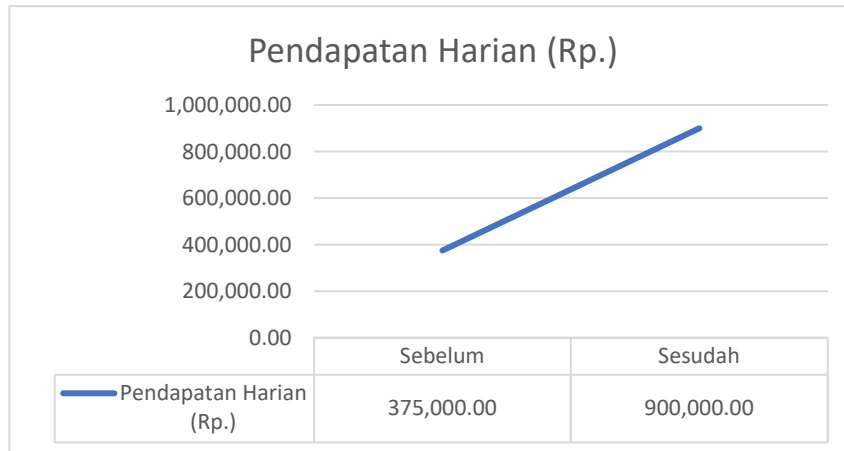 Pendapatan Harian (Rp.)
1,000,000.00
800,000.00
600,000.00
400,000.00
200,000.00
0.00
Sebelum
Sesudah
Pendapatan Harian
(Rp.)
375,000.00
900,000.00